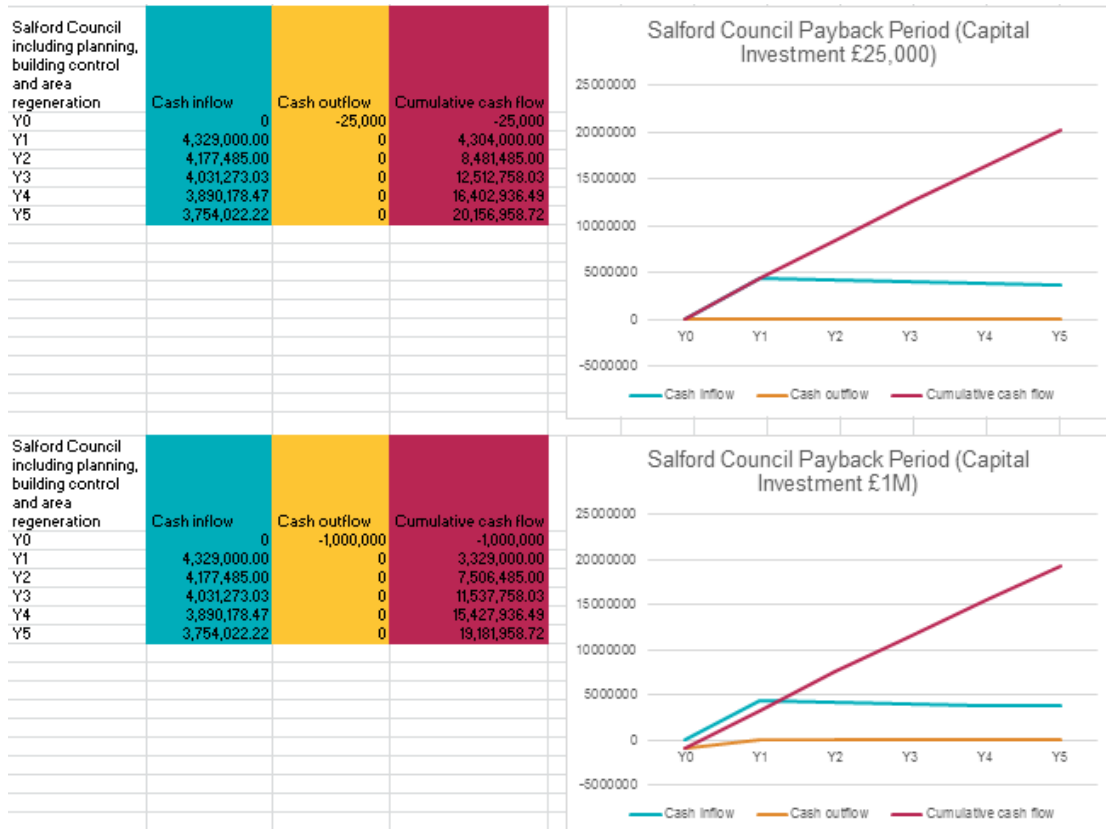 Salford Council
including planning,
building control
and area
regeneration Cash inflow Cash outflow Cumulative cash flow
Y0 0 -25,000 -25,000
Y1 4,329,000.00 0 4,304,000.00
Y2 4,177,485.00 0 8,481,485.00
Y3 4,031,273.03 0 12,512,758.03
Y4 3,890,178.47 0 16,402,936.49
Y5 3,754,022.22 0 20,156,958.72
Salford Council Payback Period (Capital
Investment £25,000)
25000000
20000000
15000000
10000000
5000000
0
Y0 Y1 Y2 Y3 Y4 Y5
-5000000
Cash inflow Cash outflow Cumulative cash flow
Salford Council
including planning,
building control
and area
regeneration Cash inflow Cash outflow Cumulative cash flow
Y0 0 -1,000,000 -1,000,000
Y1 4,329,000.00 0 3,329,000.00
Y2 4,177,485.00 0 7,506,485.00
Y3 4,031,273.03 0 11,537,758.03
Y4 3,890,178.47 0 15,427,936.49
Y5 3,754,022.22 0 19,181,958.72
Salford Council Payback Period (Capital
Investment £1M)
25000000
20000000
15000000
10000000
5000000
0
Y0 Y1 Y2 Y3 Y4 Y5
-5000000
Cash inflow Cash outflow Cumulative cash flow